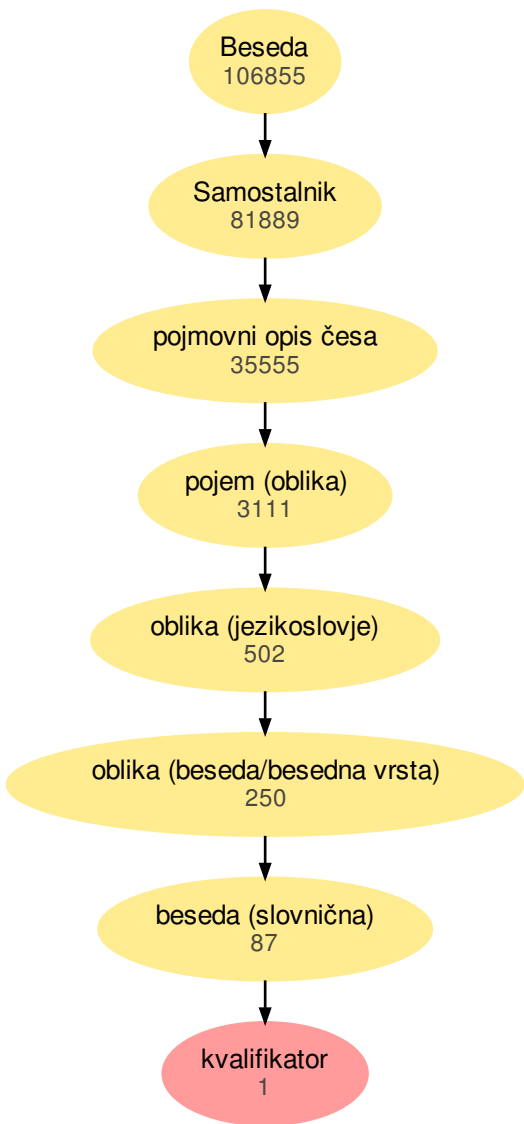 Beseda
106855
Samostalnik
81889
pojmovni opis česa
35555
pojem (oblika)
3111
oblika (jezikoslovje)
502
oblika (beseda/besedna vrsta)
250
beseda (slovnična)
87
kvalifikator
1